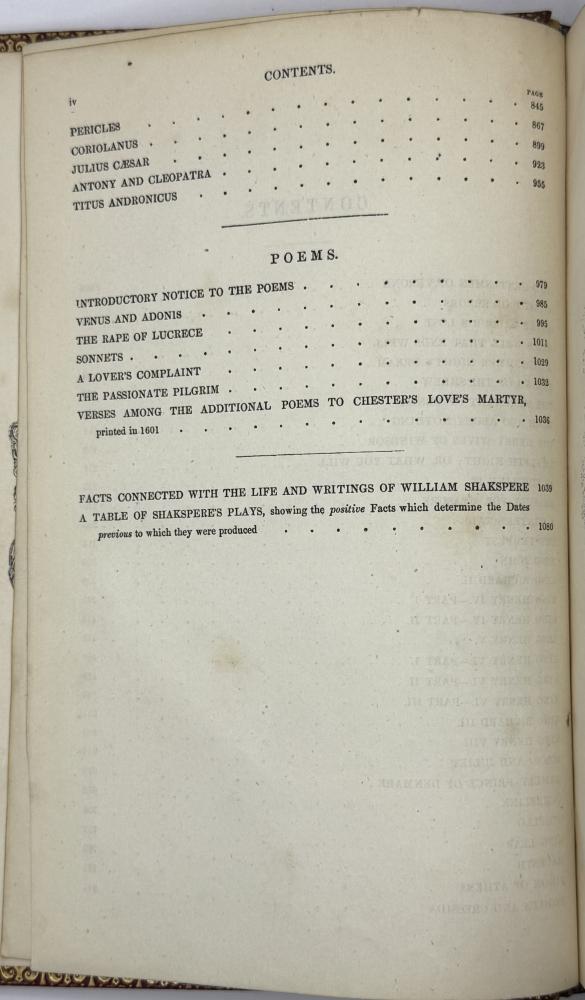 CONTENTS.
iv
PAGE
PERICLES . . . . . . . . . . 845
CORIOLANUS . . . . . . . . . . 867
JULIUS CÆSAR . . . . . . . . . 899
ANTONY AND CLEOPATRA . . . . . . . . 923
TITUS ANDRONICUS . . . . . . . . . 955
POEMS.
INTRODUCTORY NOTICE TO THE POEMS . . . . . . 979
VENUS AND ADONIS . . . . . . . . . 985
THE RAPE OF LUCRECE . . . . . . . . 995
SONNETS . . . . . . . . . . 1011
A LOVER'S COMPLAINT . . . . . . . . 1029
THE PASSIONATE PILGRIM . . . . . . . . 1032
VERSES AMONG THE ADDITIONAL POEMS TO CHESTER'S LOVE'S MARTYR,
printed in 1601 . . . . . . . . . . 1036
FACTS CONNECTED WITH THE LIFE AND WRITINGS OF WILLIAM SHAKSPERE 1039
A TABLE OF SHAKSPERE'S PLAYS, showing the positive Facts which determine the Dates
previous to which they were produced . . . . . . . . . . 1080